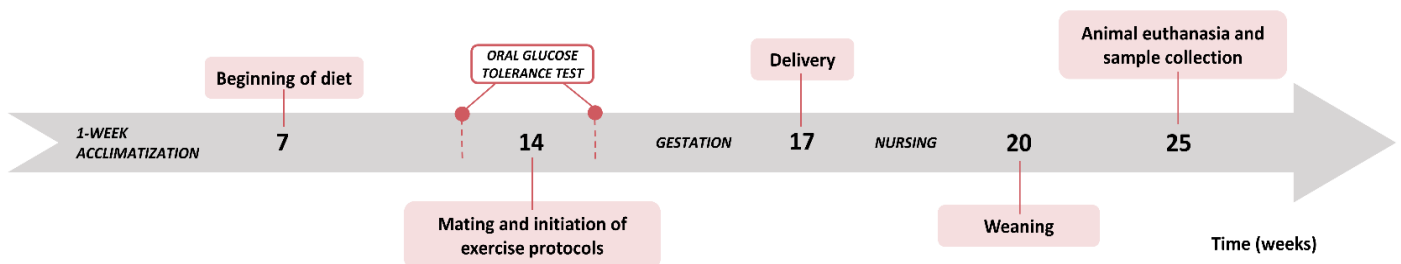 Beginning of diet
ORAL GLUCOSE
TOLERANCE TEST
Delivery
Animal euthanasia and
sample collection
1-WEEK
ACCLIMATIZATION
7
14
GESTATION
17
NURSING
20
25
Mating and initiation of
exercise protocols
Weaning
Time (weeks)